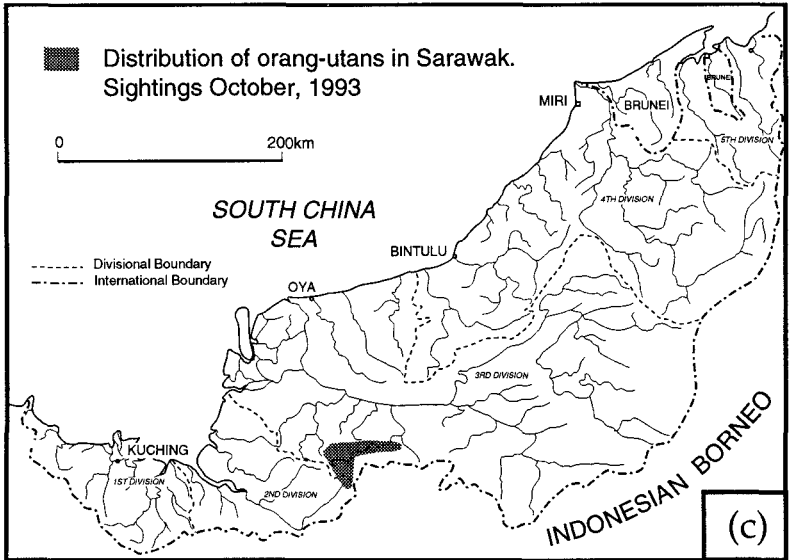 Distribution of orang-utans in Sarawak.
Sightings October, 1993
0
200km
MIRI
BRUNEI
BRUNEI
5TH DIVISION
4TH DIVISION
SOUTH CHINA
SEA
BINTULU
Divisional Boundary
International Boundary
OYA
3RD DIVISION
KUCHING
1ST DIVISION
2ND DIVISION
INDONESIAN BORNEO
(c)